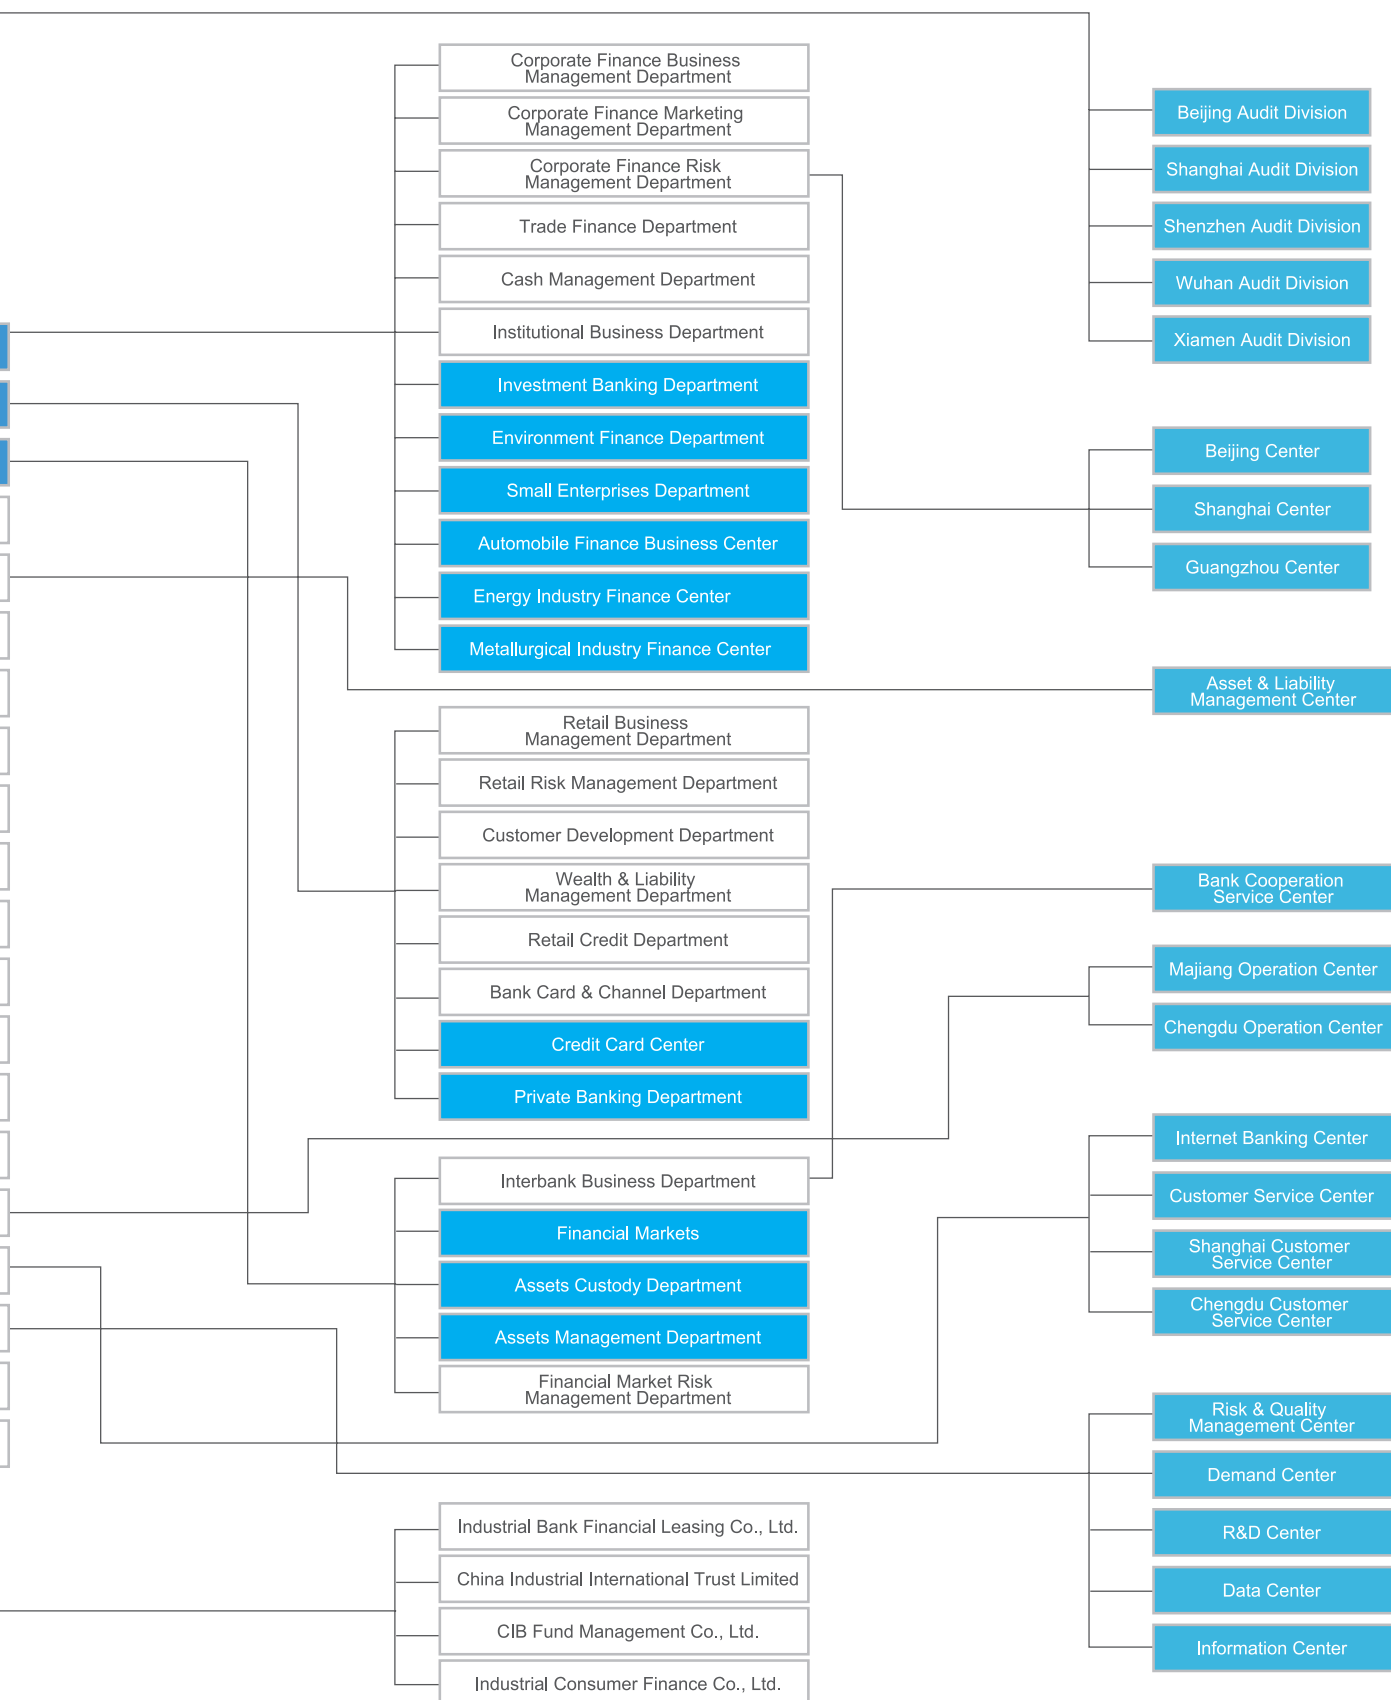 Corporate Finance Business
Management Department
Corporate Finance Marketing
Management Department
Corporate Finance Risk
Management Department
Trade Finance Department
Cash Management Department
Institutional Business Department
Investment Banking Department
Environment Finance Department
Small Enterprises Department
Automobile Finance Business Center
Energy Industry Finance Center
Metallurgical Industry Finance Center
Retail Business
Management Department
Retail Risk Management Department
Customer Development Department
Wealth & Liability
Management Department
Retail Credit Department
Bank Card & Channel Department
Credit Card Center
Private Banking Department
Interbank Business Department
Financial Markets
Assets Custody Department
Assets Management Department
Financial Market Risk
Management Department
Industrial Bank Financial Leasing Co., Ltd.
China Industrial International Trust Limited
CIB Fund Management Co., Ltd.
Industrial Consumer Finance Co., Ltd.
Beijing Audit Division
Shanghai Audit Division
Shenzhen Audit Division
Wuhan Audit Division
Xiamen Audit Division
Beijing Center
Shanghai Center
Guangzhou Center
Asset & Liability
Management Center
Bank Cooperation
Service Center
Majiang Operation Center
Chengdu Operation Center
Internet Banking Center
Customer Service Center
Shanghai Customer
Service Center
Chengdu Customer
Service Center
Risk & Quality
Management Center
Demand Center
R&D Center
Data Center
Information Center